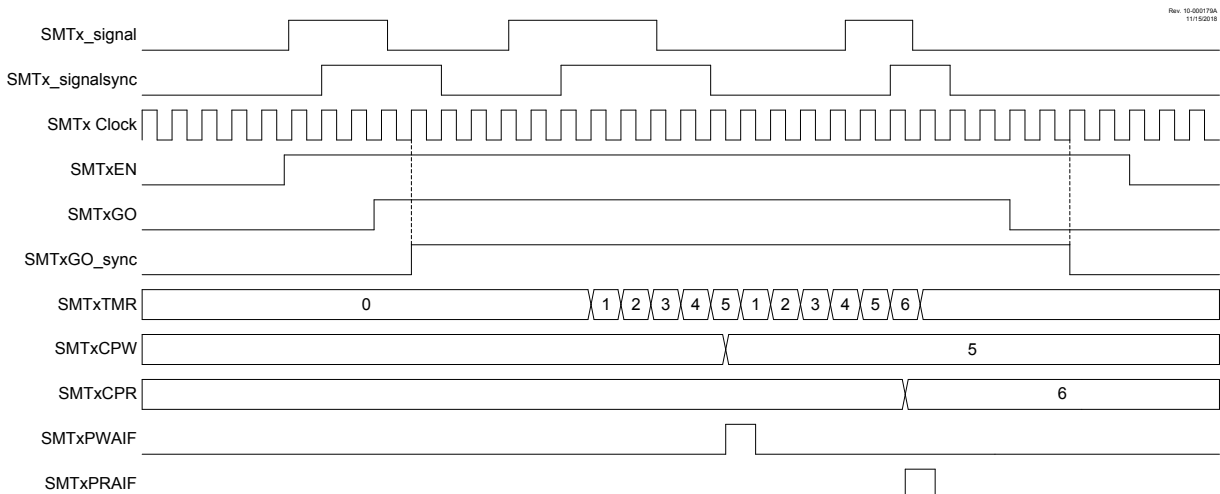 Rev. 10-000179A
11/15/2018
SMTx_signal
SMTx_signalsync
SMTx Clock
SMTxEN
SMTxGO
SMTxGO_sync
SMTxTMR 0 1 2 3 4 5 1 2 3 4 5 6
SMTxCPW 5
SMTxCPR 6
SMTxPWAIF
SMTxPRAIF